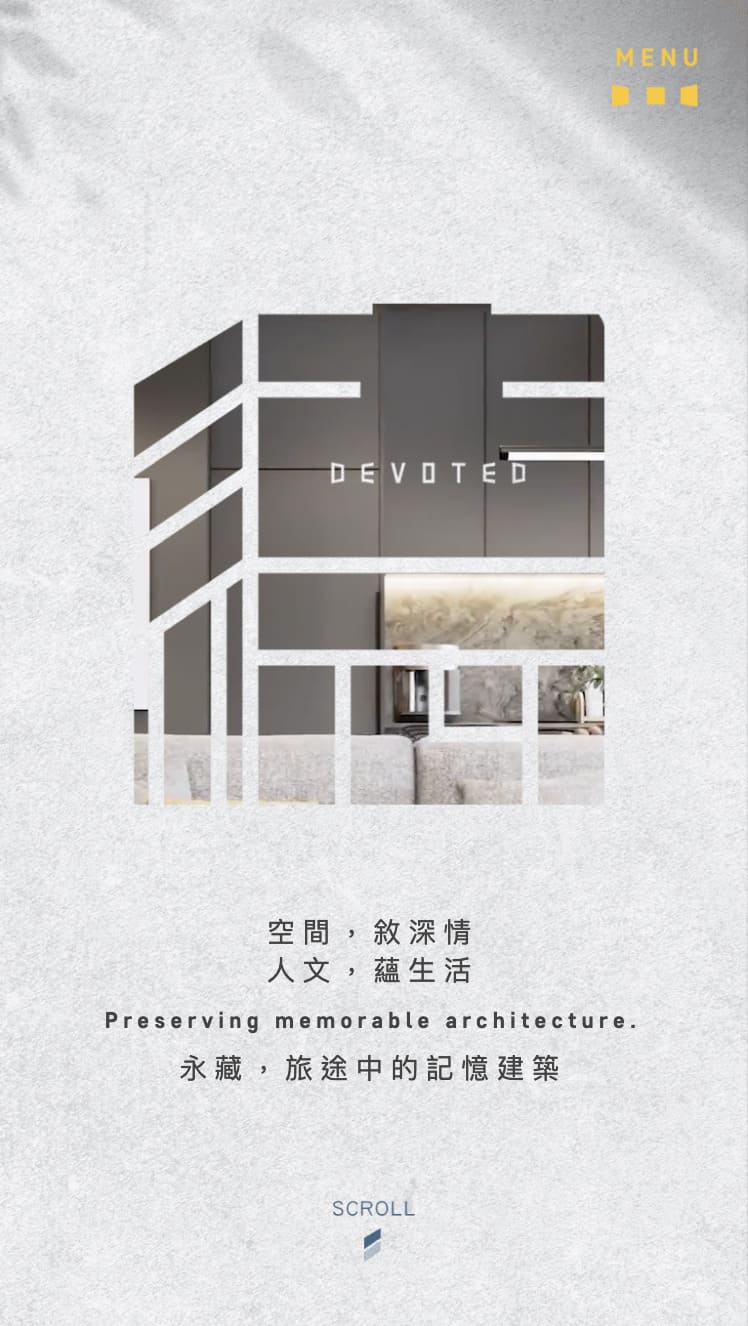 MENU
DEVOTED
空間，敘深情
人文，蘊生活
Preserving memorable architecture.
永藏，旅途中的記憶建築
SCROLL